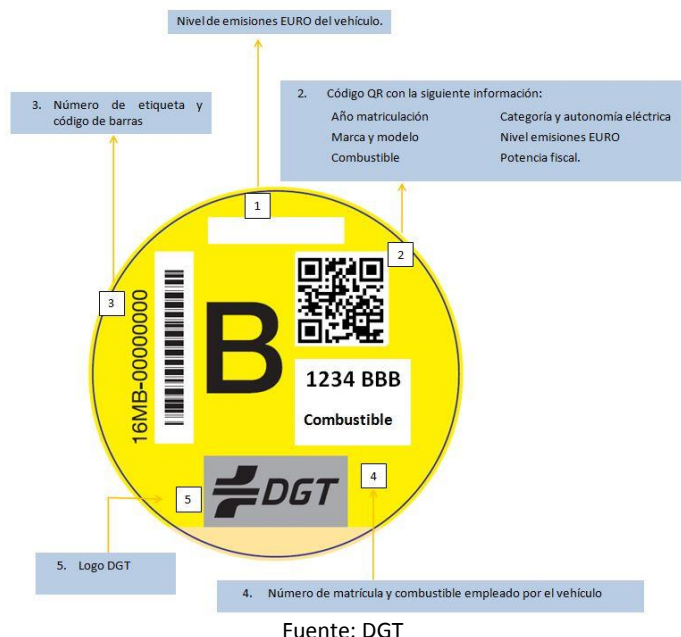 Nivel de emisiones EURO del vehículo.
3. Número de etiqueta y
código de barras
2. Código QR con la siguiente información:
Año matriculación Categoría y autonomía eléctrica
Marca y modelo Nivel emisiones EURO
Combustible Potencia fiscal.
1
2
3
16MB-00000000
B
1234 BBB
Combustible
4
5
DGT
5. Logo DGT
4. Número de matrícula y combustible empleado por el vehículo
Fuente: DGT